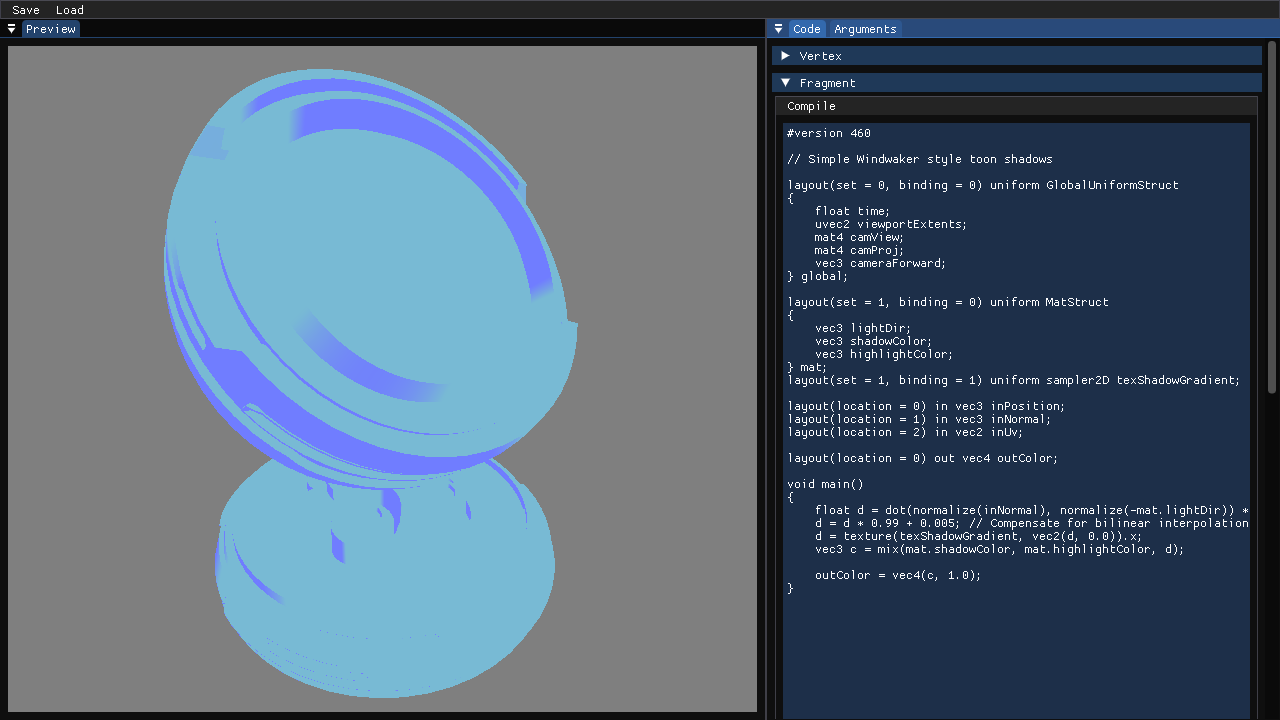 Save Load
Preview
Code Arguments
Vertex
Fragment
Compile
#version 460
// Simple Windwaker style toon shadows
layout(set = 0, binding = 0) uniform GlobalUniformStruct
{
    float time;
    uvec2 viewportExtents;
    mat4 camView;
    mat4 camProj;
    vec3 cameraForward;
} global;
layout(set = 1, binding = 0) uniform MatStruct
{
    vec3 lightDir;
    vec3 shadowColor;
    vec3 highlightColor;
} mat;
layout(set = 1, binding = 1) uniform sampler2D texShadowGradient;
layout(location = 0) in vec3 inPosition;
layout(location = 1) in vec3 inNormal;
layout(location = 2) in vec2 inUv;
layout(location = 0) out vec4 outColor;
void main()
{
    float d = dot(normalize(inNormal), normalize(-mat.lightDir)) *
    d = d * 0.99 + 0.005; // Compensate for bilinear interpolation
    d = texture(texShadowGradient, vec2(d, 0.0)).x;
    vec3 c = mix(mat.shadowColor, mat.highlightColor, d);
    outColor = vec4(c, 1.0);
}